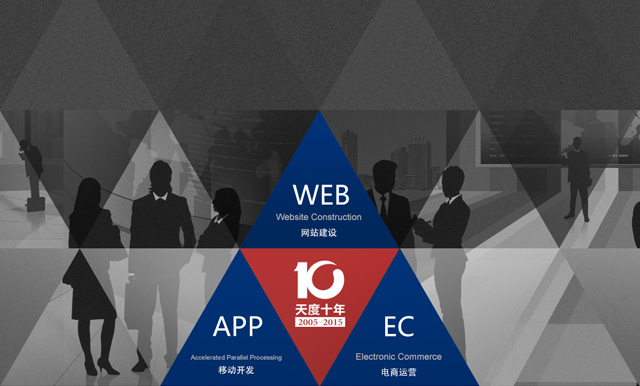 WEB
Website Construction
网站建设
10
天度十年
2005-2015
APP
Accelerated Parallel Processing
移动开发
EC
Electronic Commerce
电商运营